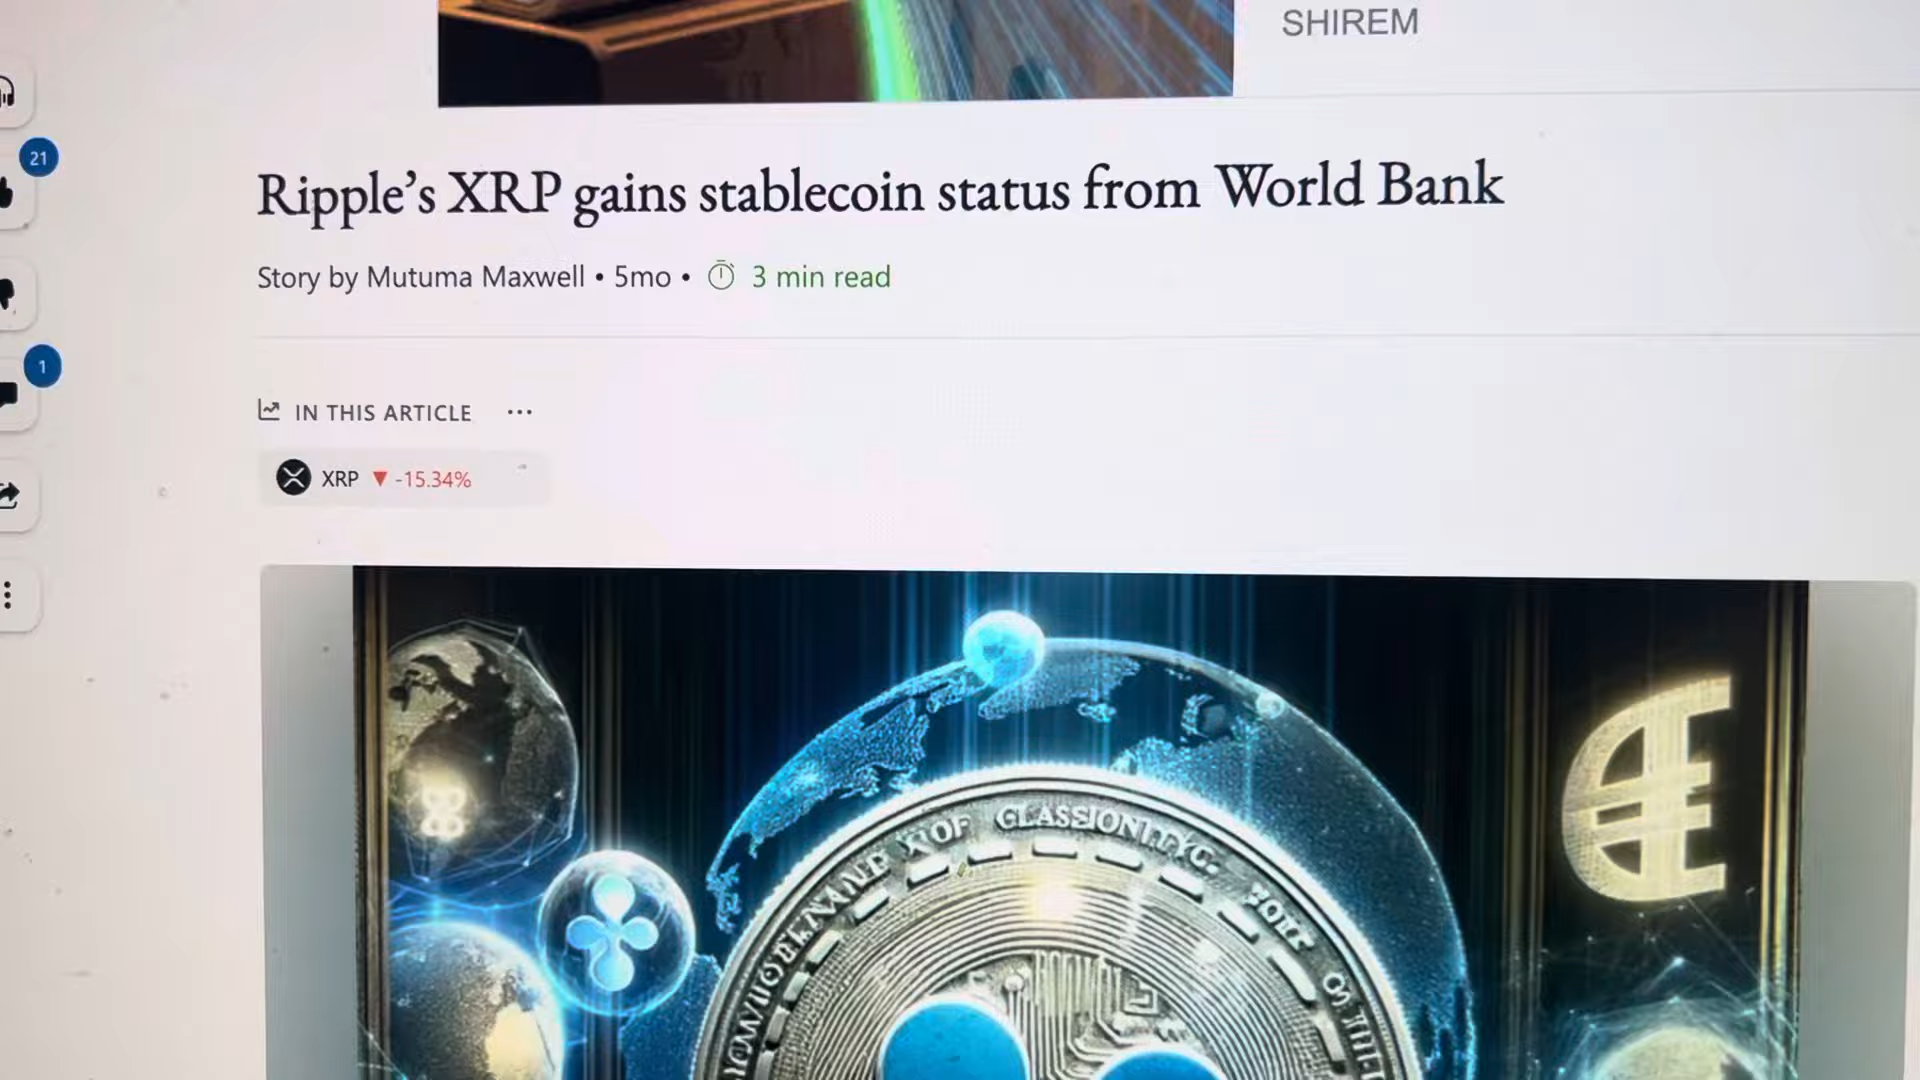 SHIREM
21
Ripple’s XRP gains stablecoin status from World Bank
Story by Mutuma Maxwell • 5mo • 3 min read
1
IN THIS ARTICLE ...
XRP ▼ -15.34%